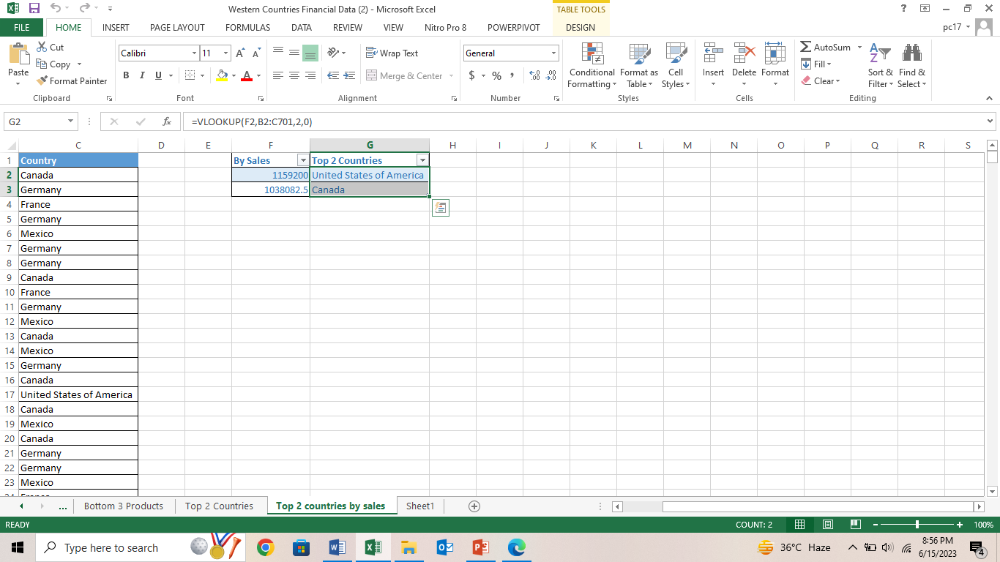 Western Countries Financial Data (2) - Microsoft Excel
TABLE TOOLS
?
FILE HOME INSERT PAGE LAYOUT FORMULAS DATA REVIEW VIEW Nitro Pro 8 POWERPIVOT DESIGN pc17
Paste
Cut
Copy
Format Painter
Clipboard
Calibri 11
B I U
Font
Wrap Text
Merge & Center
Alignment
General
$ % ,
Number
Conditional Formatting
Format as Table
Cell Styles
Styles
Insert Delete Format
Cells
AutoSum
Fill
Clear
Sort & Filter
Find & Select
Editing
G2 fx =VLOOKUP(F2,B2:C701,2,0)
C D E F G H I J K L M N O P Q R S
1 Country By Sales Top 2 Countries
2 Canada 1159200 United States of America
3 Germany 1038082.5 Canada
4 France
5 Germany
6 Mexico
7 Germany
8 Germany
9 Canada
10 France
11 Germany
12 Mexico
13 Canada
14 Mexico
15 Germany
16 Canada
17 United States of America
18 Canada
19 Mexico
20 Canada
21 Germany
22 Germany
23 Mexico
24 France
... Bottom 3 Products Top 2 Countries Top 2 countries by sales Sheet1
READY COUNT: 2 100%
Type here to search 36°C Haze 8:56 PM
6/15/2023 4